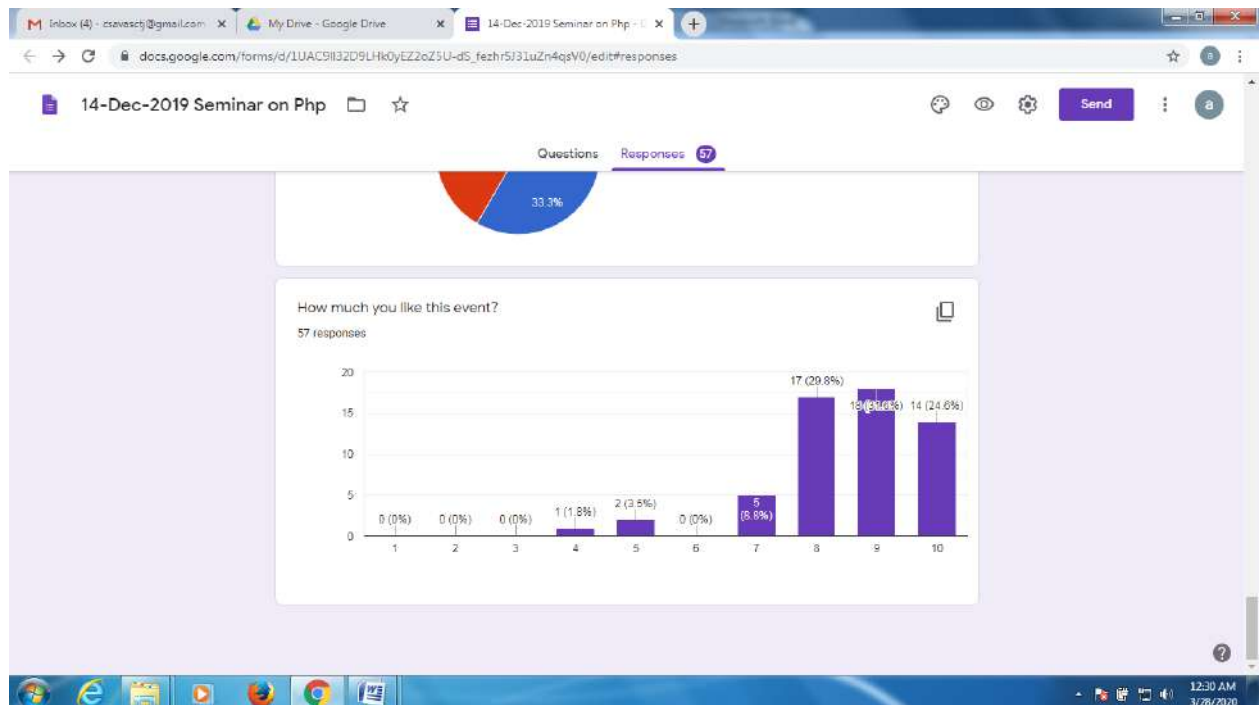 Inbox (4) - csavasctj@gmail.com
My Drive - Google Drive
14-Dec-2019 Seminar on Php -
docs.google.com/forms/d/
/edit#responses
14-Dec-2019 Seminar on Php
Send
a
Questions Responses 57
33.3%
How much you like this event?
57 responses
20
15
10
5
0
0 (0%) 0 (0%) 0 (0%) 1 (1.8%) 2 (3.5%) 0 (0%) 5 (8.8%) 17 (29.8%) 14 (24.6%)
1 2 3 4 5 6 7 8 9 10
12:30 AM
3/28/2020